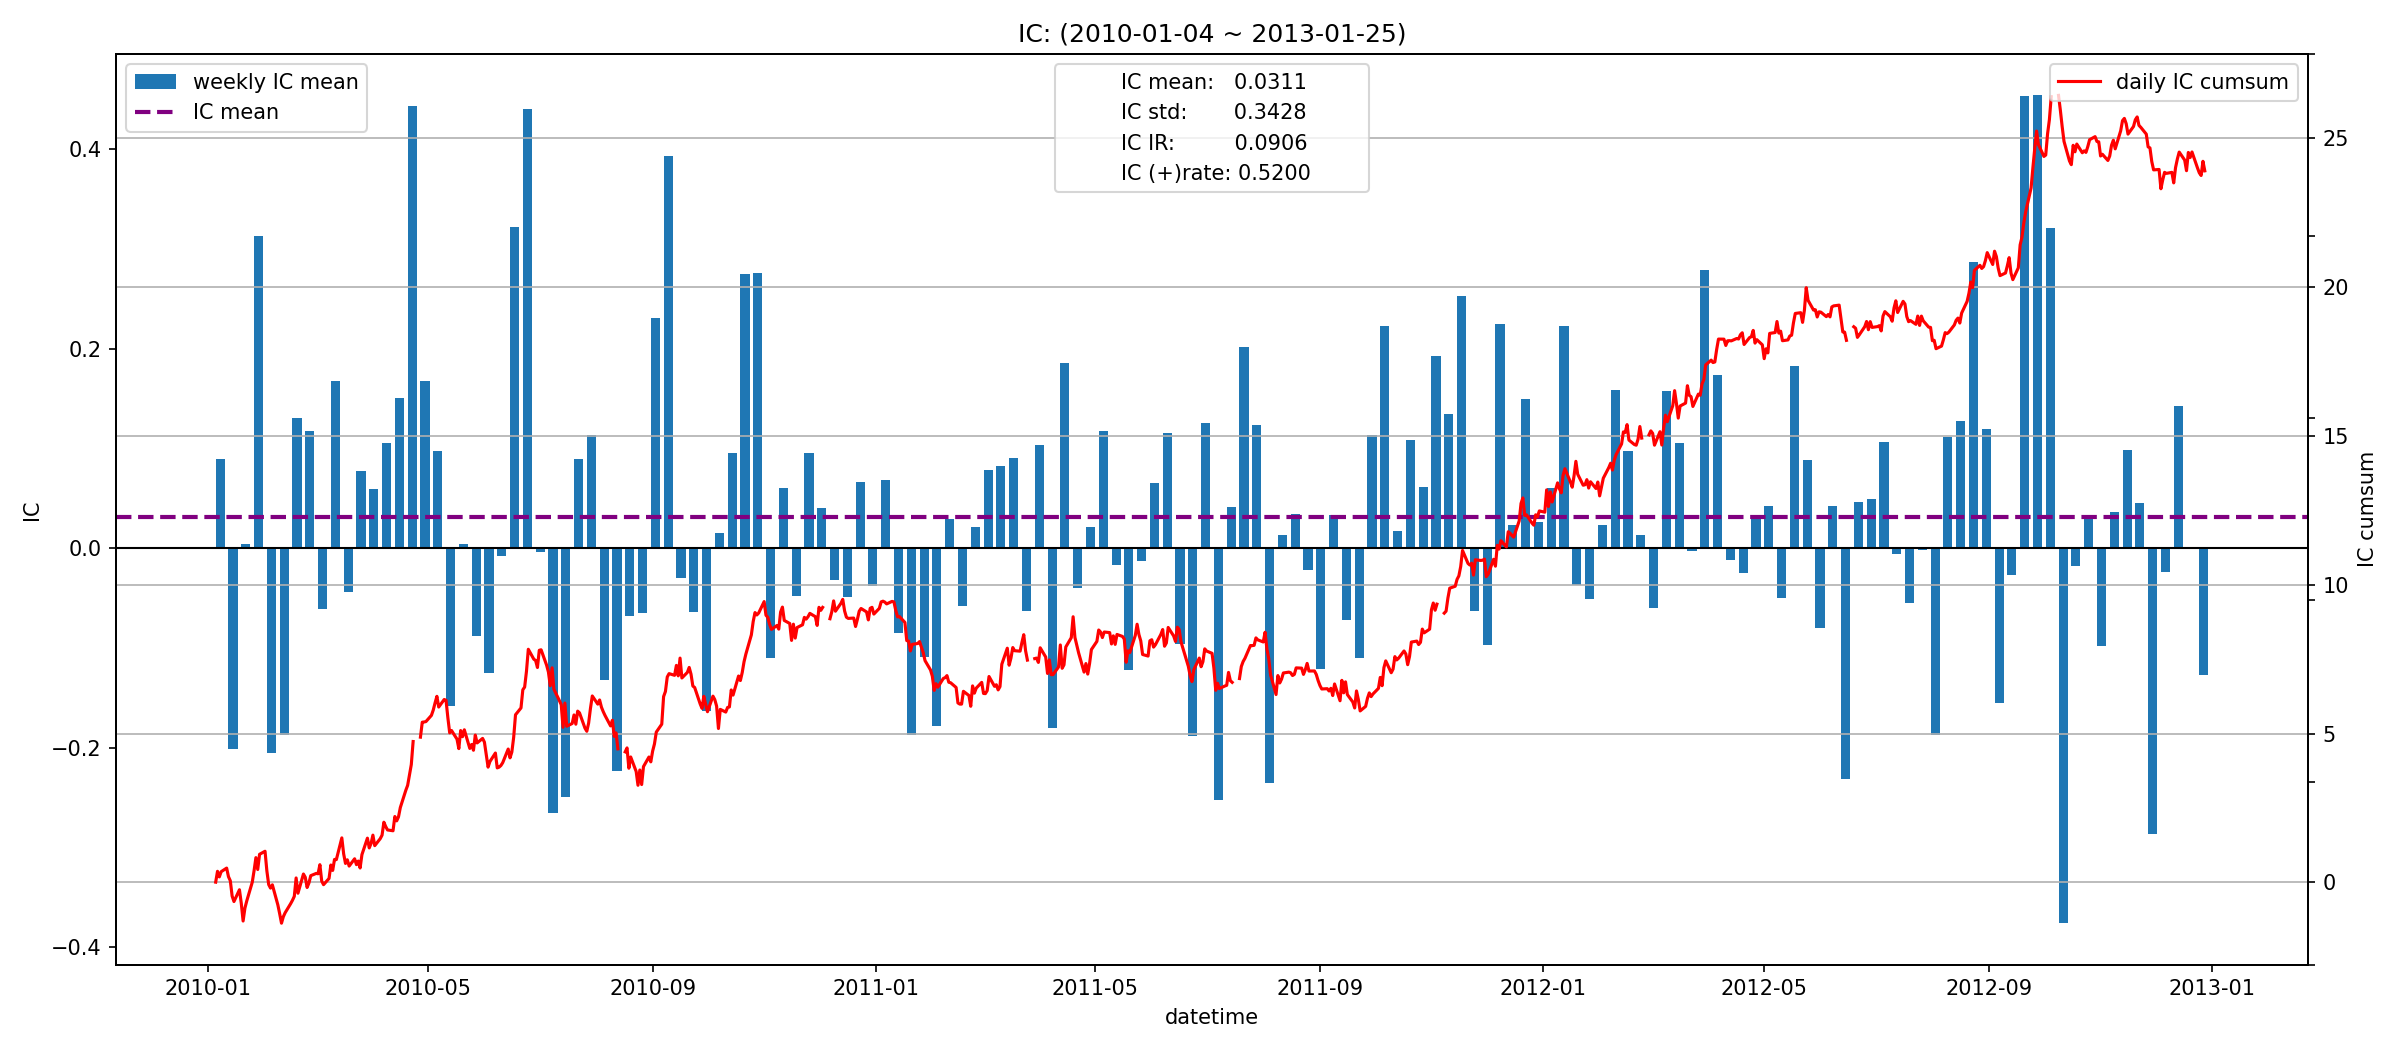 IC: (2010-01-04 ~ 2013-01-25)
weekly IC mean
IC mean
IC mean: 0.0311
IC std: 0.3428
IC IR: 0.0906
IC (+)rate: 0.5200
daily IC cumsum
0.4
0.2
0.0
−0.2
−0.4
IC
25
20
15
10
5
0
IC cumsum
2010-01 2010-05 2010-09 2011-01 2011-05 2011-09 2012-01 2012-05 2012-09 2013-01
datetime